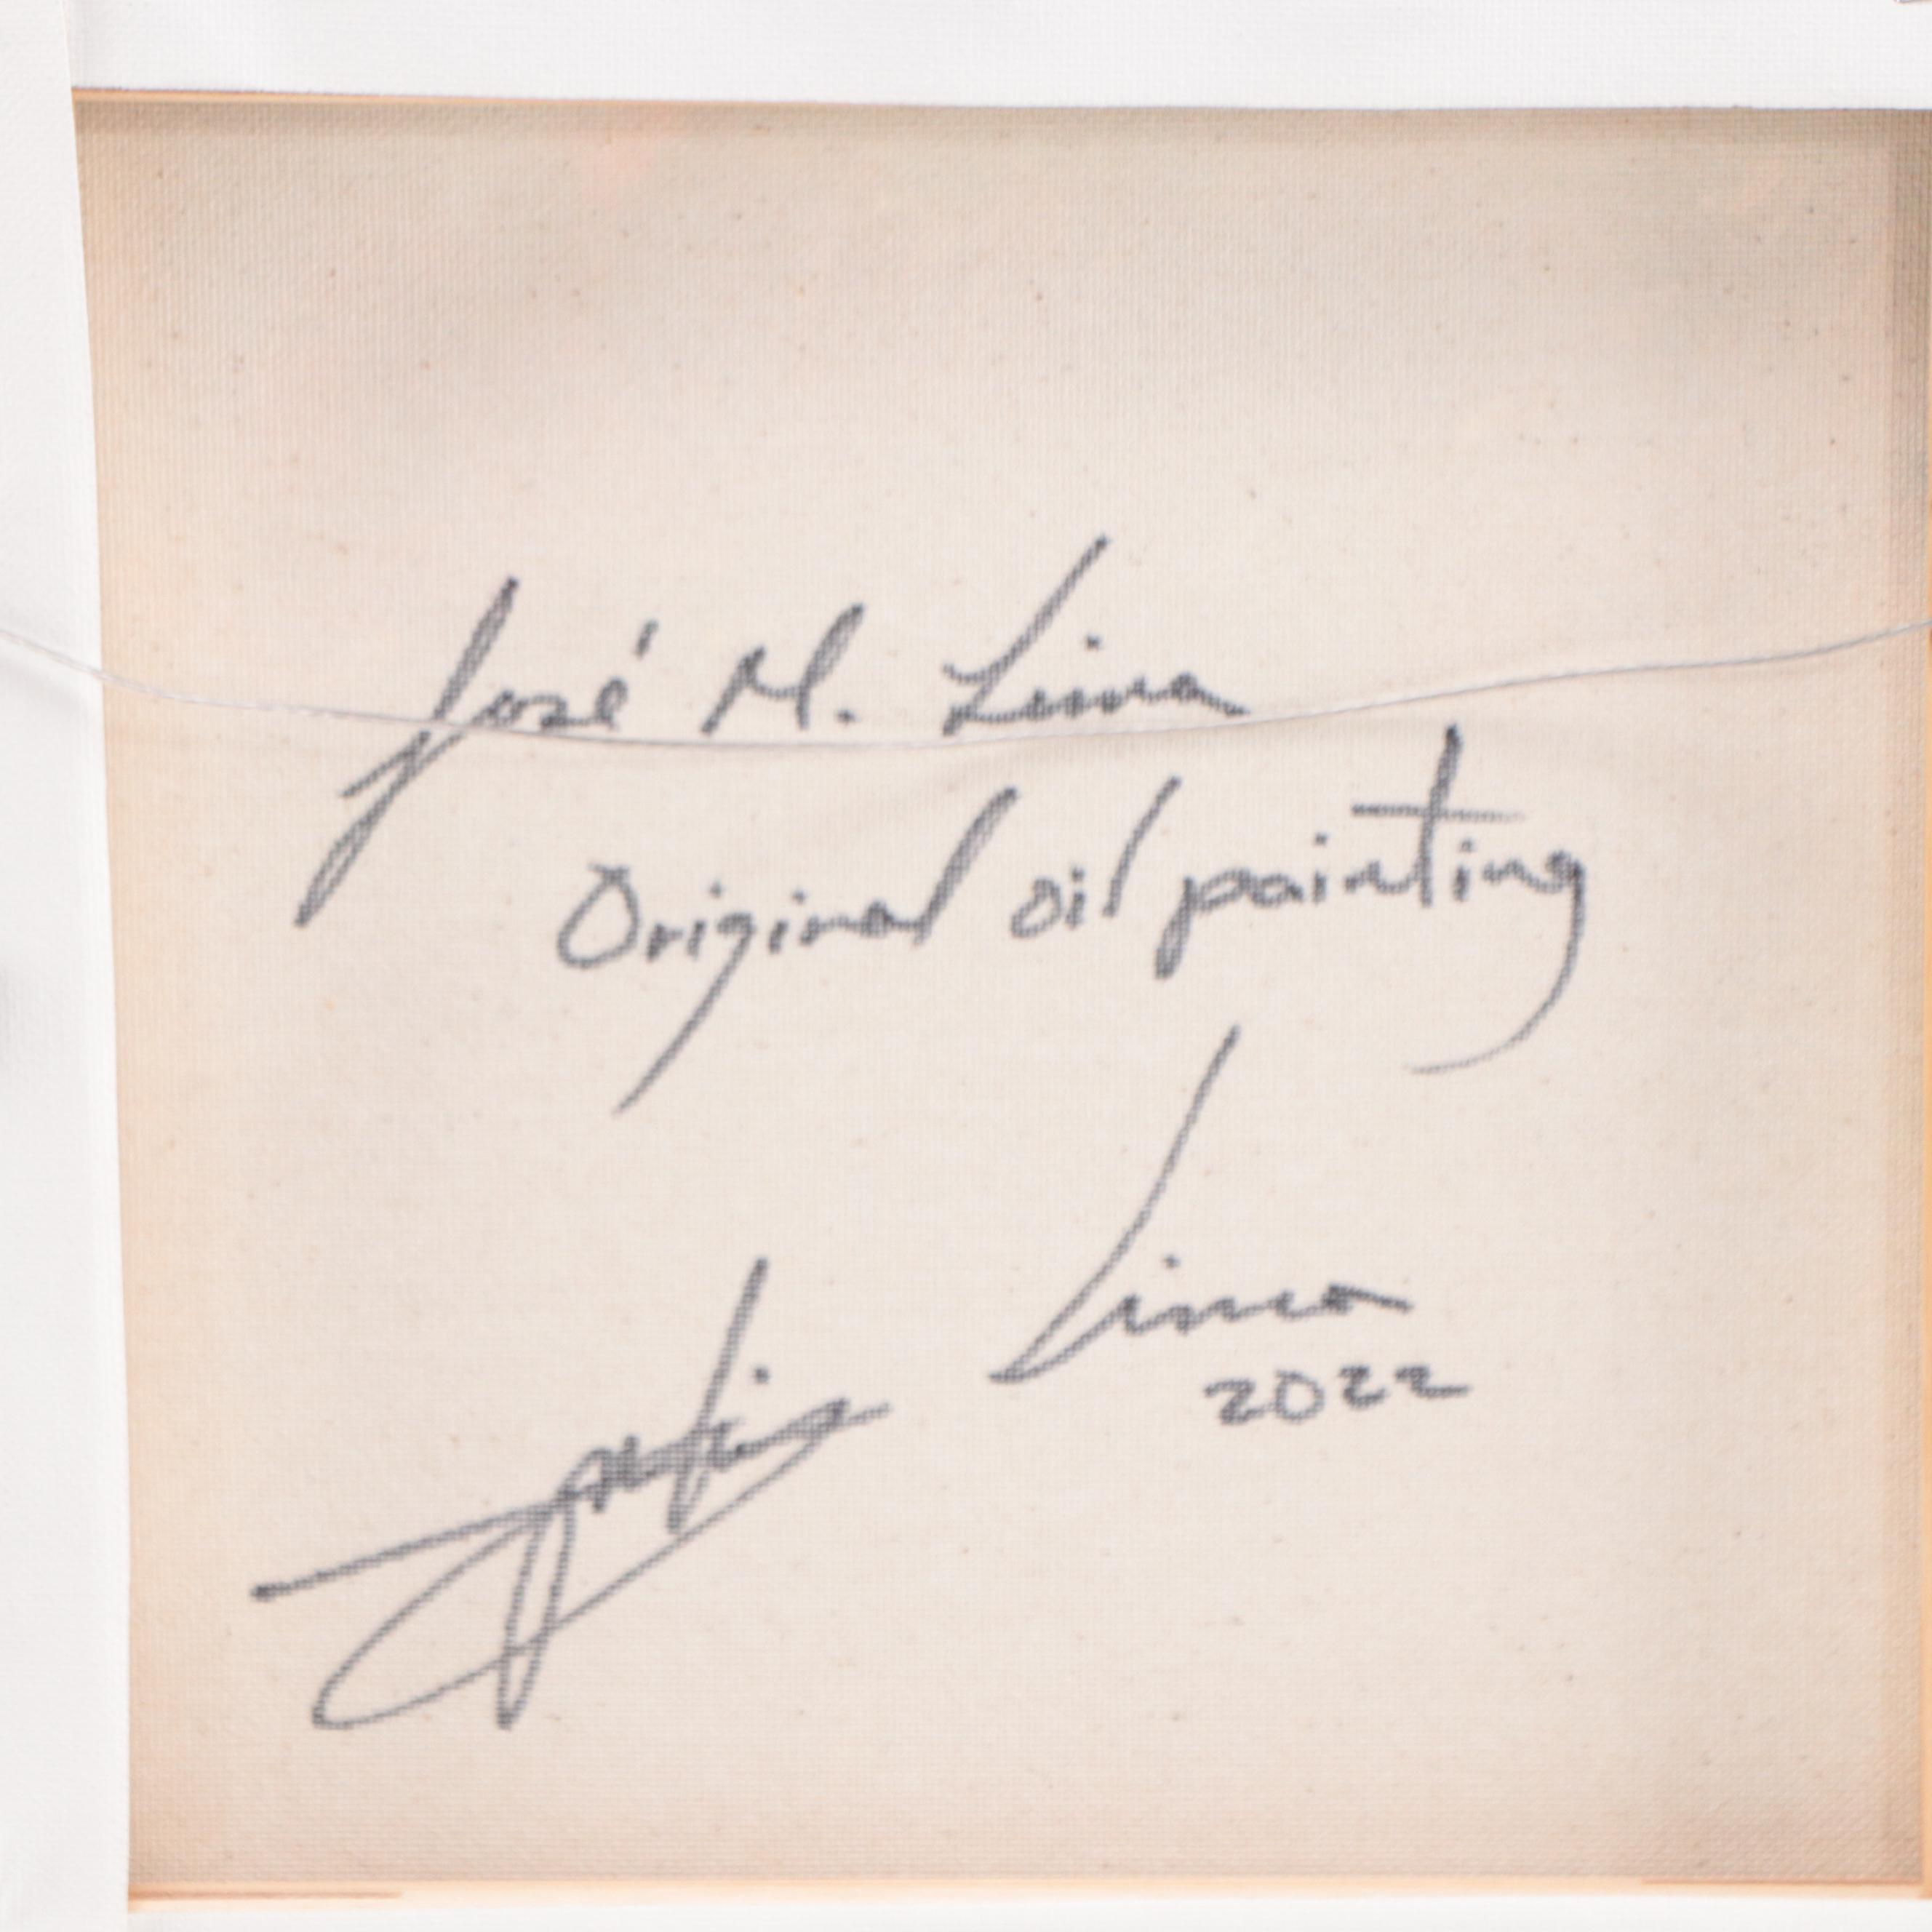 José M. Lima
Original oil painting
Lima
2022